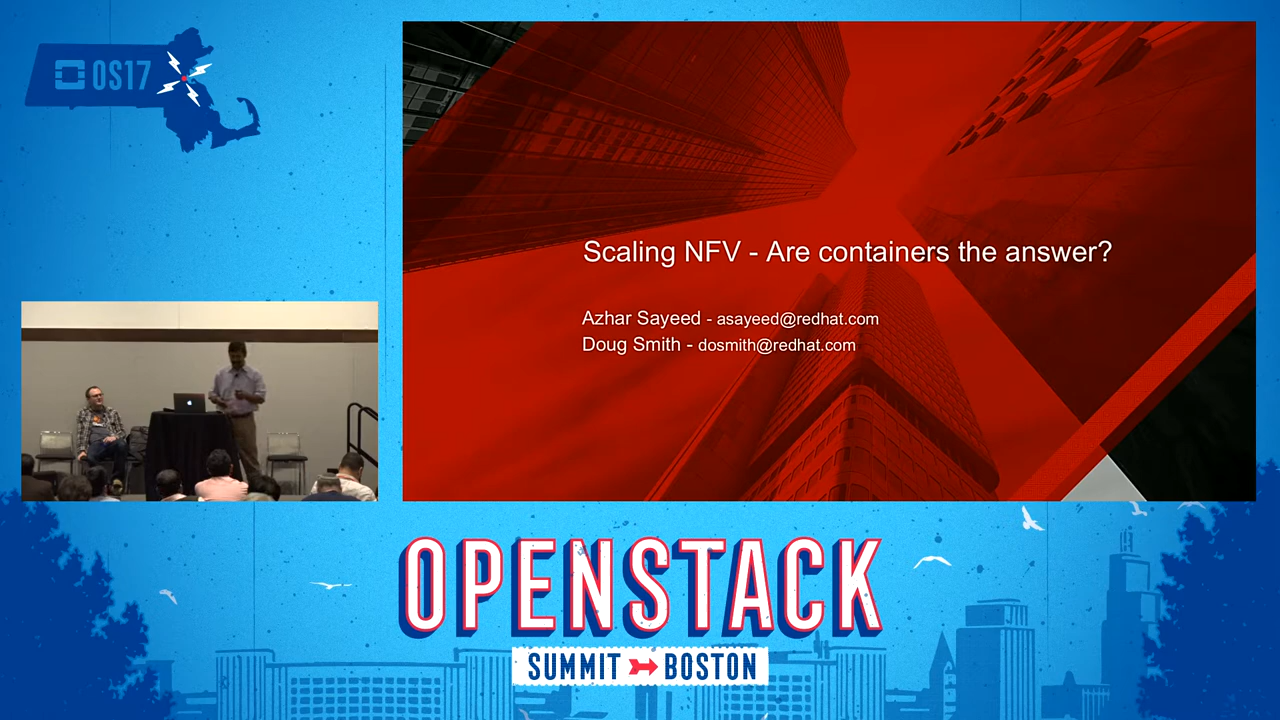 OS17
Scaling NFV - Are containers the answer?
Azhar Sayeed - asayeed@redhat.com
Doug Smith - dosmith@redhat.com
OPENSTACK
SUMMIT BOSTON